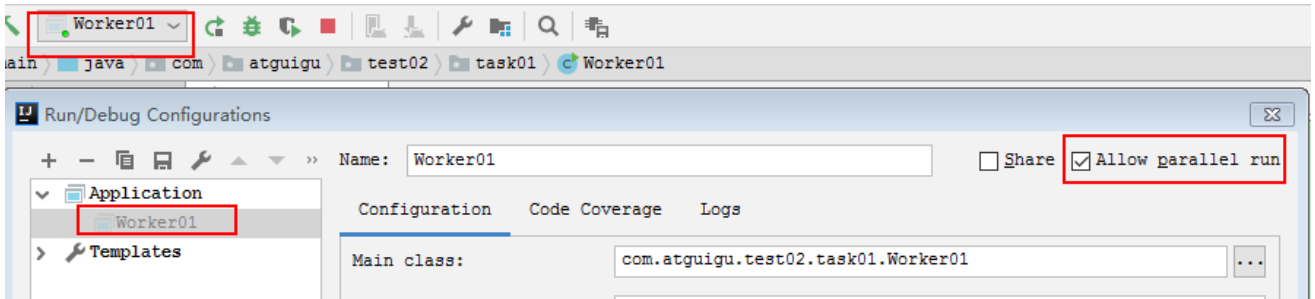 Worker01
ain java com atguigu test02 task01 Worker01
Run/Debug Configurations
Name: Worker01 Share Allow parallel run
Application
Worker01
Templates
Configuration Code Coverage Logs
Main class: com.atguigu.test02.task01.Worker01 ...